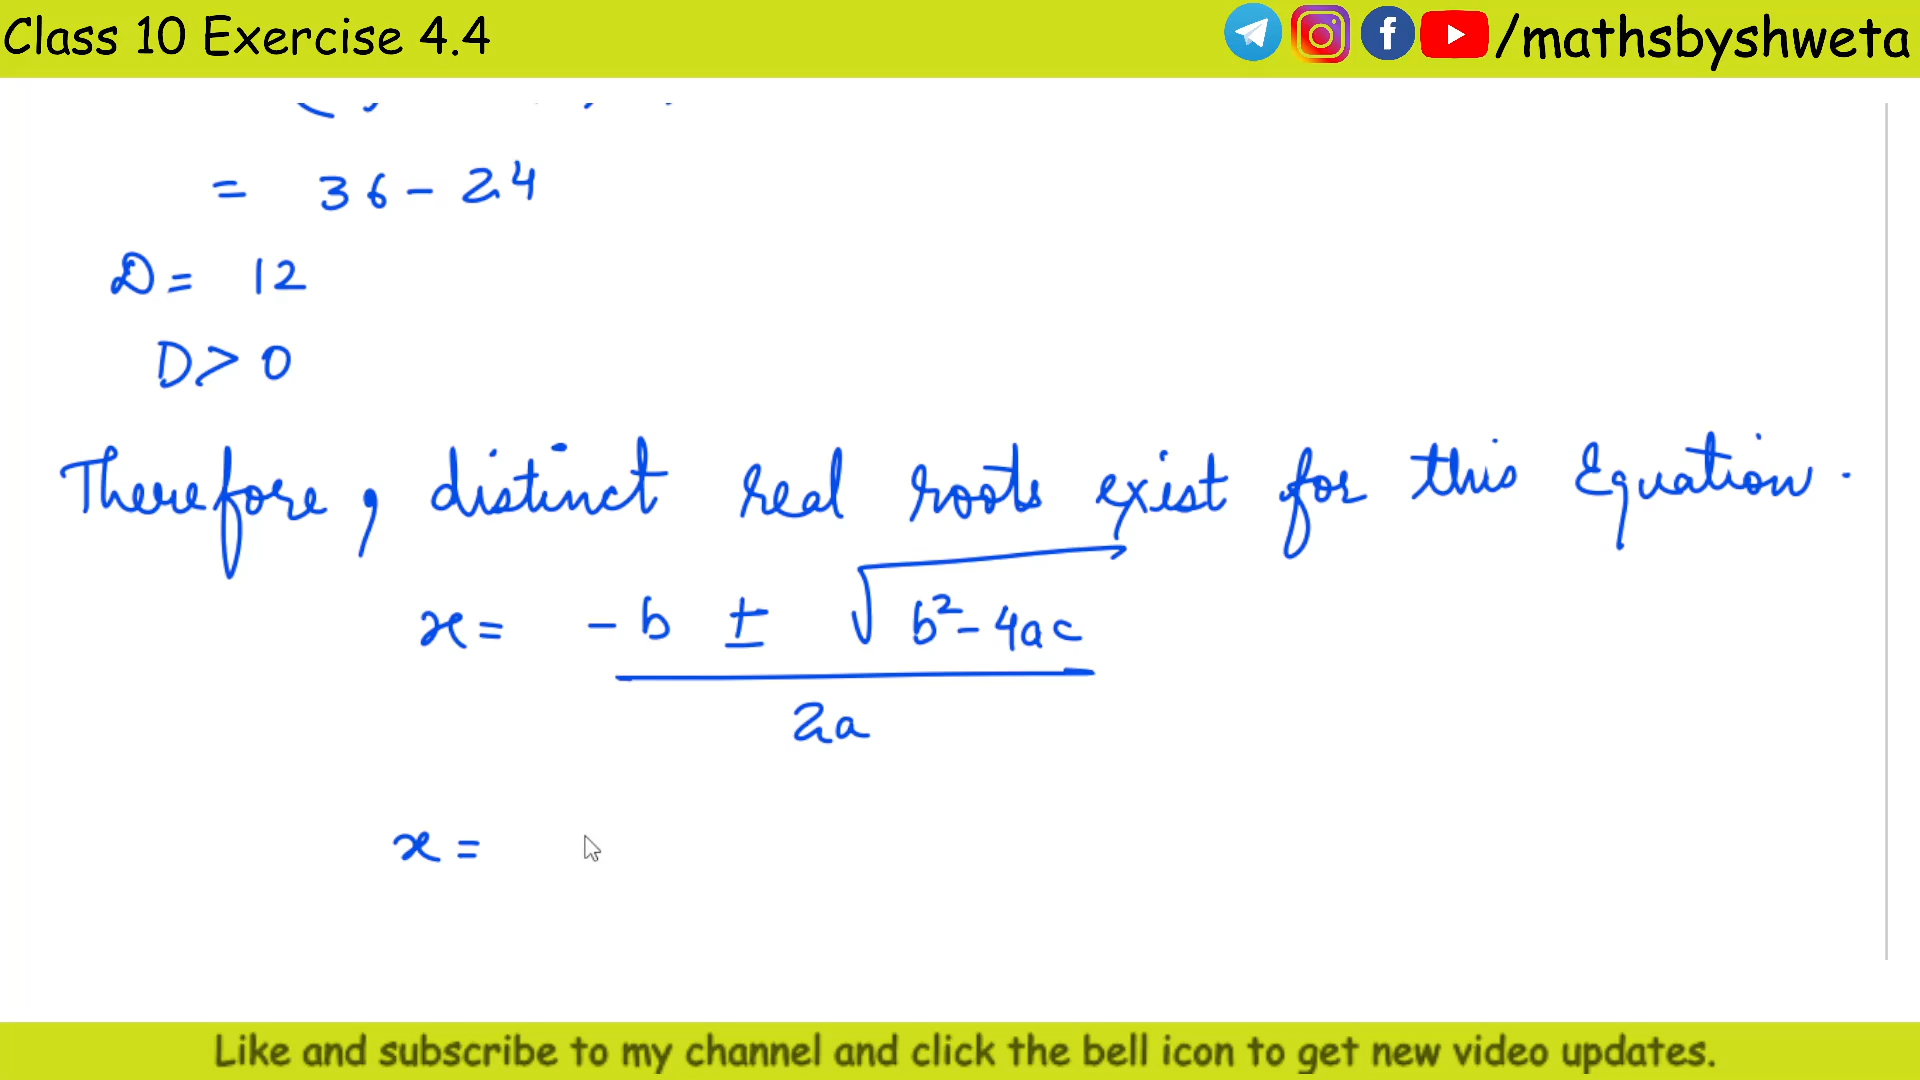 Class 10 Exercise 4.4
/mathsbyshweta
= 36 - 24
D = 12
D > 0
Therefore, distinct real roots exist for this Equation.
x = -b ± √b²-4ac
2a
x =
Like and subscribe to my channel and click the bell icon to get new video updates.